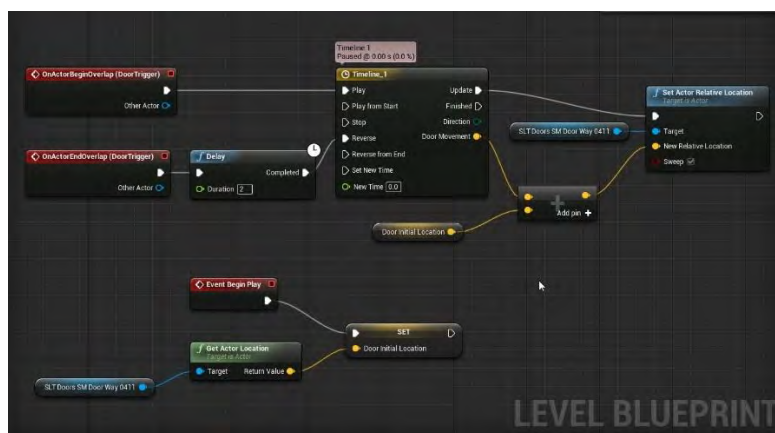 Timeline 1
Paused @ 0.00 s (0.0 %)
OnActorBeginOverlap (DoorTrigger)
Other Actor
Timeline_1
Play
Update
Play from Start
Finished
Stop
Direction
Reverse
Door Movement
Reverse from End
Set New Time
New Time 0.0
f Set Actor Relative Location
Target is Actor
Target
New Relative Location
Sweep
SLT Doors SM Door Way 0411
OnActorEndOverlap (DoorTrigger)
Other Actor
f Delay
Completed
Duration 2
Add pin +
Door Initial Location
Event Begin Play
SET
Door Initial Location
f Get Actor Location
Target is Actor
Target Return Value
SLT Doors SM Door Way 0411
LEVEL BLUEPRINT